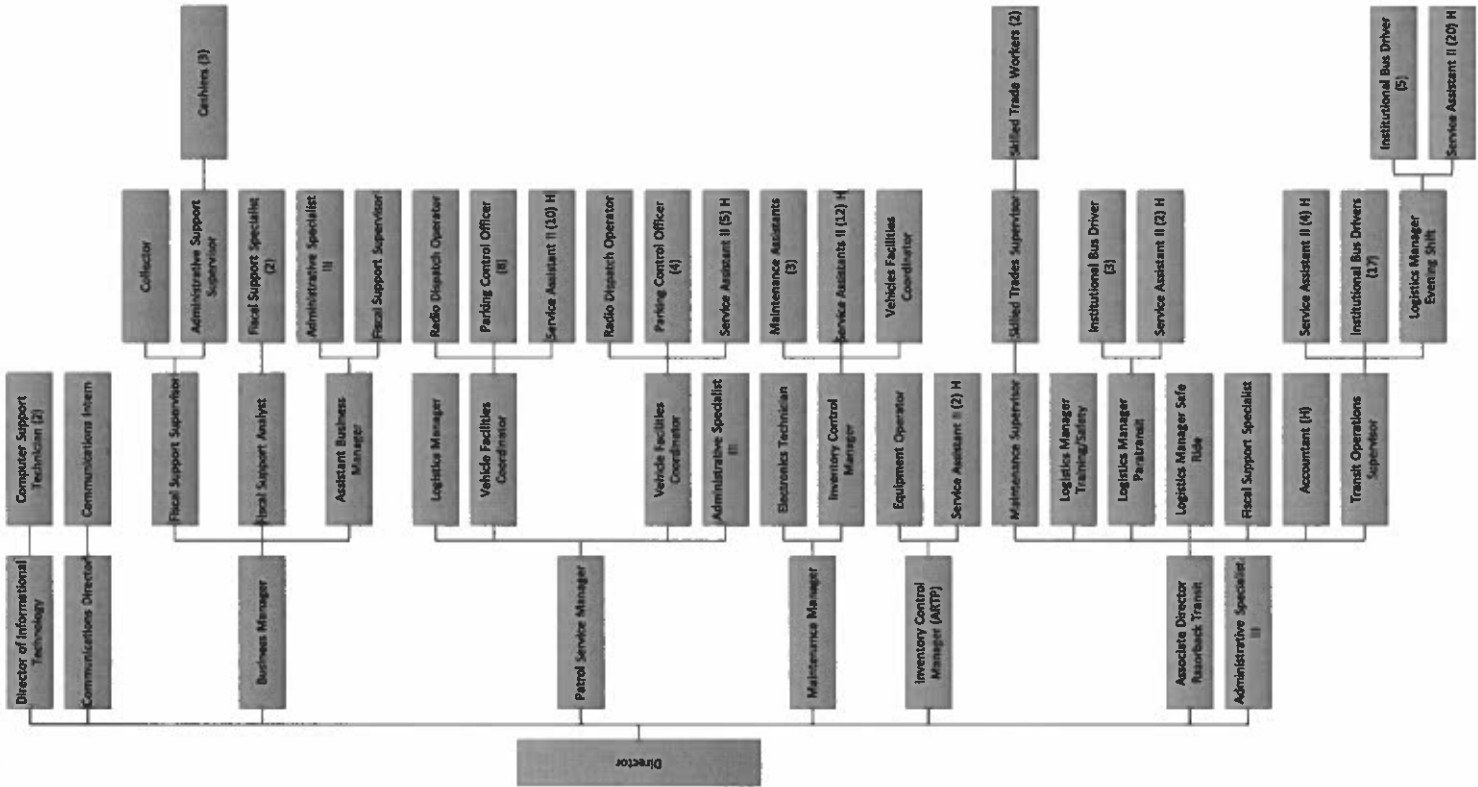 Director
Director of Informational
Technology
Computer Support
Technician (2)
Communications Director
Communications Intern
Business Manager
Fiscal Support Supervisor
Collector
Administrative Support
Supervisor
Cashiers (3)
Fiscal Support Analyst
Fiscal Support Specialist
(2)
Assistant Business
Manager
Administrative Specialist
III
Fiscal Support Supervisor
Patrol Service Manager
Logistics Manager
Vehicle Facilities
Coordinator
Radio Dispatch Operator
Parking Control Officer
(8)
Service Assistant II (10) H
Vehicle Facilities
Coordinator
Radio Dispatch Operator
Parking Control Officer
(4)
Service Assistant II (5) H
Administrative Specialist
III
Maintenance Manager
Electronics Technician
Inventory Control
Manager
Maintenance Assistants
(3)
Service Assistants II (12) H
Vehicles Facilities
Coordinator
Inventory Control
Manager (ARTP)
Equipment Operator
Service Assistant II (2) H
Associate Director
Razorback Transit
Maintenance Supervisor
Skilled Trades Supervisor
Skilled Trade Workers (2)
Logistics Manager
Training/Safety
Logistics Manager
Paratransit
Institutional Bus Driver
(3)
Service Assistant II (2) H
Logistics Manager Safe
Ride
Fiscal Support Specialist
Accountant (H)
Transit Operations
Supervisor
Service Assistant II (4) H
Institutional Bus Drivers
(17)
Logistics Manager
Evening Shift
Institutional Bus Driver
(5)
Service Assistant II (20) H
Administrative Specialist
III